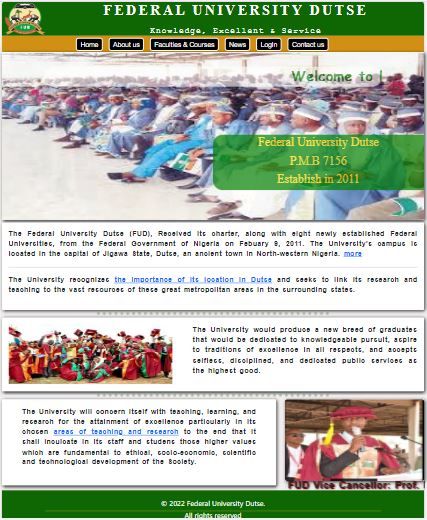 FEDERAL UNIVERSITY DUTSE
Knowledge, Excellent & Service
Home
About us
Faculties & Courses
News
Login
Contact us
Welcome to |
Federal University Dutse
P.M.B 7156
Establish in 2011
The Federal University Dutse (FUD), Received its charter, along with eight newly established Federal
Universities, from the Federal Government of Nigeria on Febuary 9, 2011. The University's campus is
located in the capital of Jigawa State, Dutse, an ancient town in North-western Nigeria. more
The University recognizes the importance of its location in Dutse and seeks to link its research and
teaching to the vast resources of these great metropolitan areas in the surrounding states.
The University would produce a new breed of graduates
that would be dedicated to knowledgeable pursuit, aspire
to traditions of excellence in all respects, and accepts
selfless, disciplined, and dedicated public services as
the highest good.
The University will concern itself with teaching, learning, and
research for the attainment of excellence particularly in its
chosen areas of teaching and research to the end that it
shall inculcate in its staff and studens those higher values
which are fundamental to ethical, socio-economic, scientific
and technological development of the Society.
FUD Vice Cancellor: Prof.
© 2022 Federal University Dutse.
All rights reserved